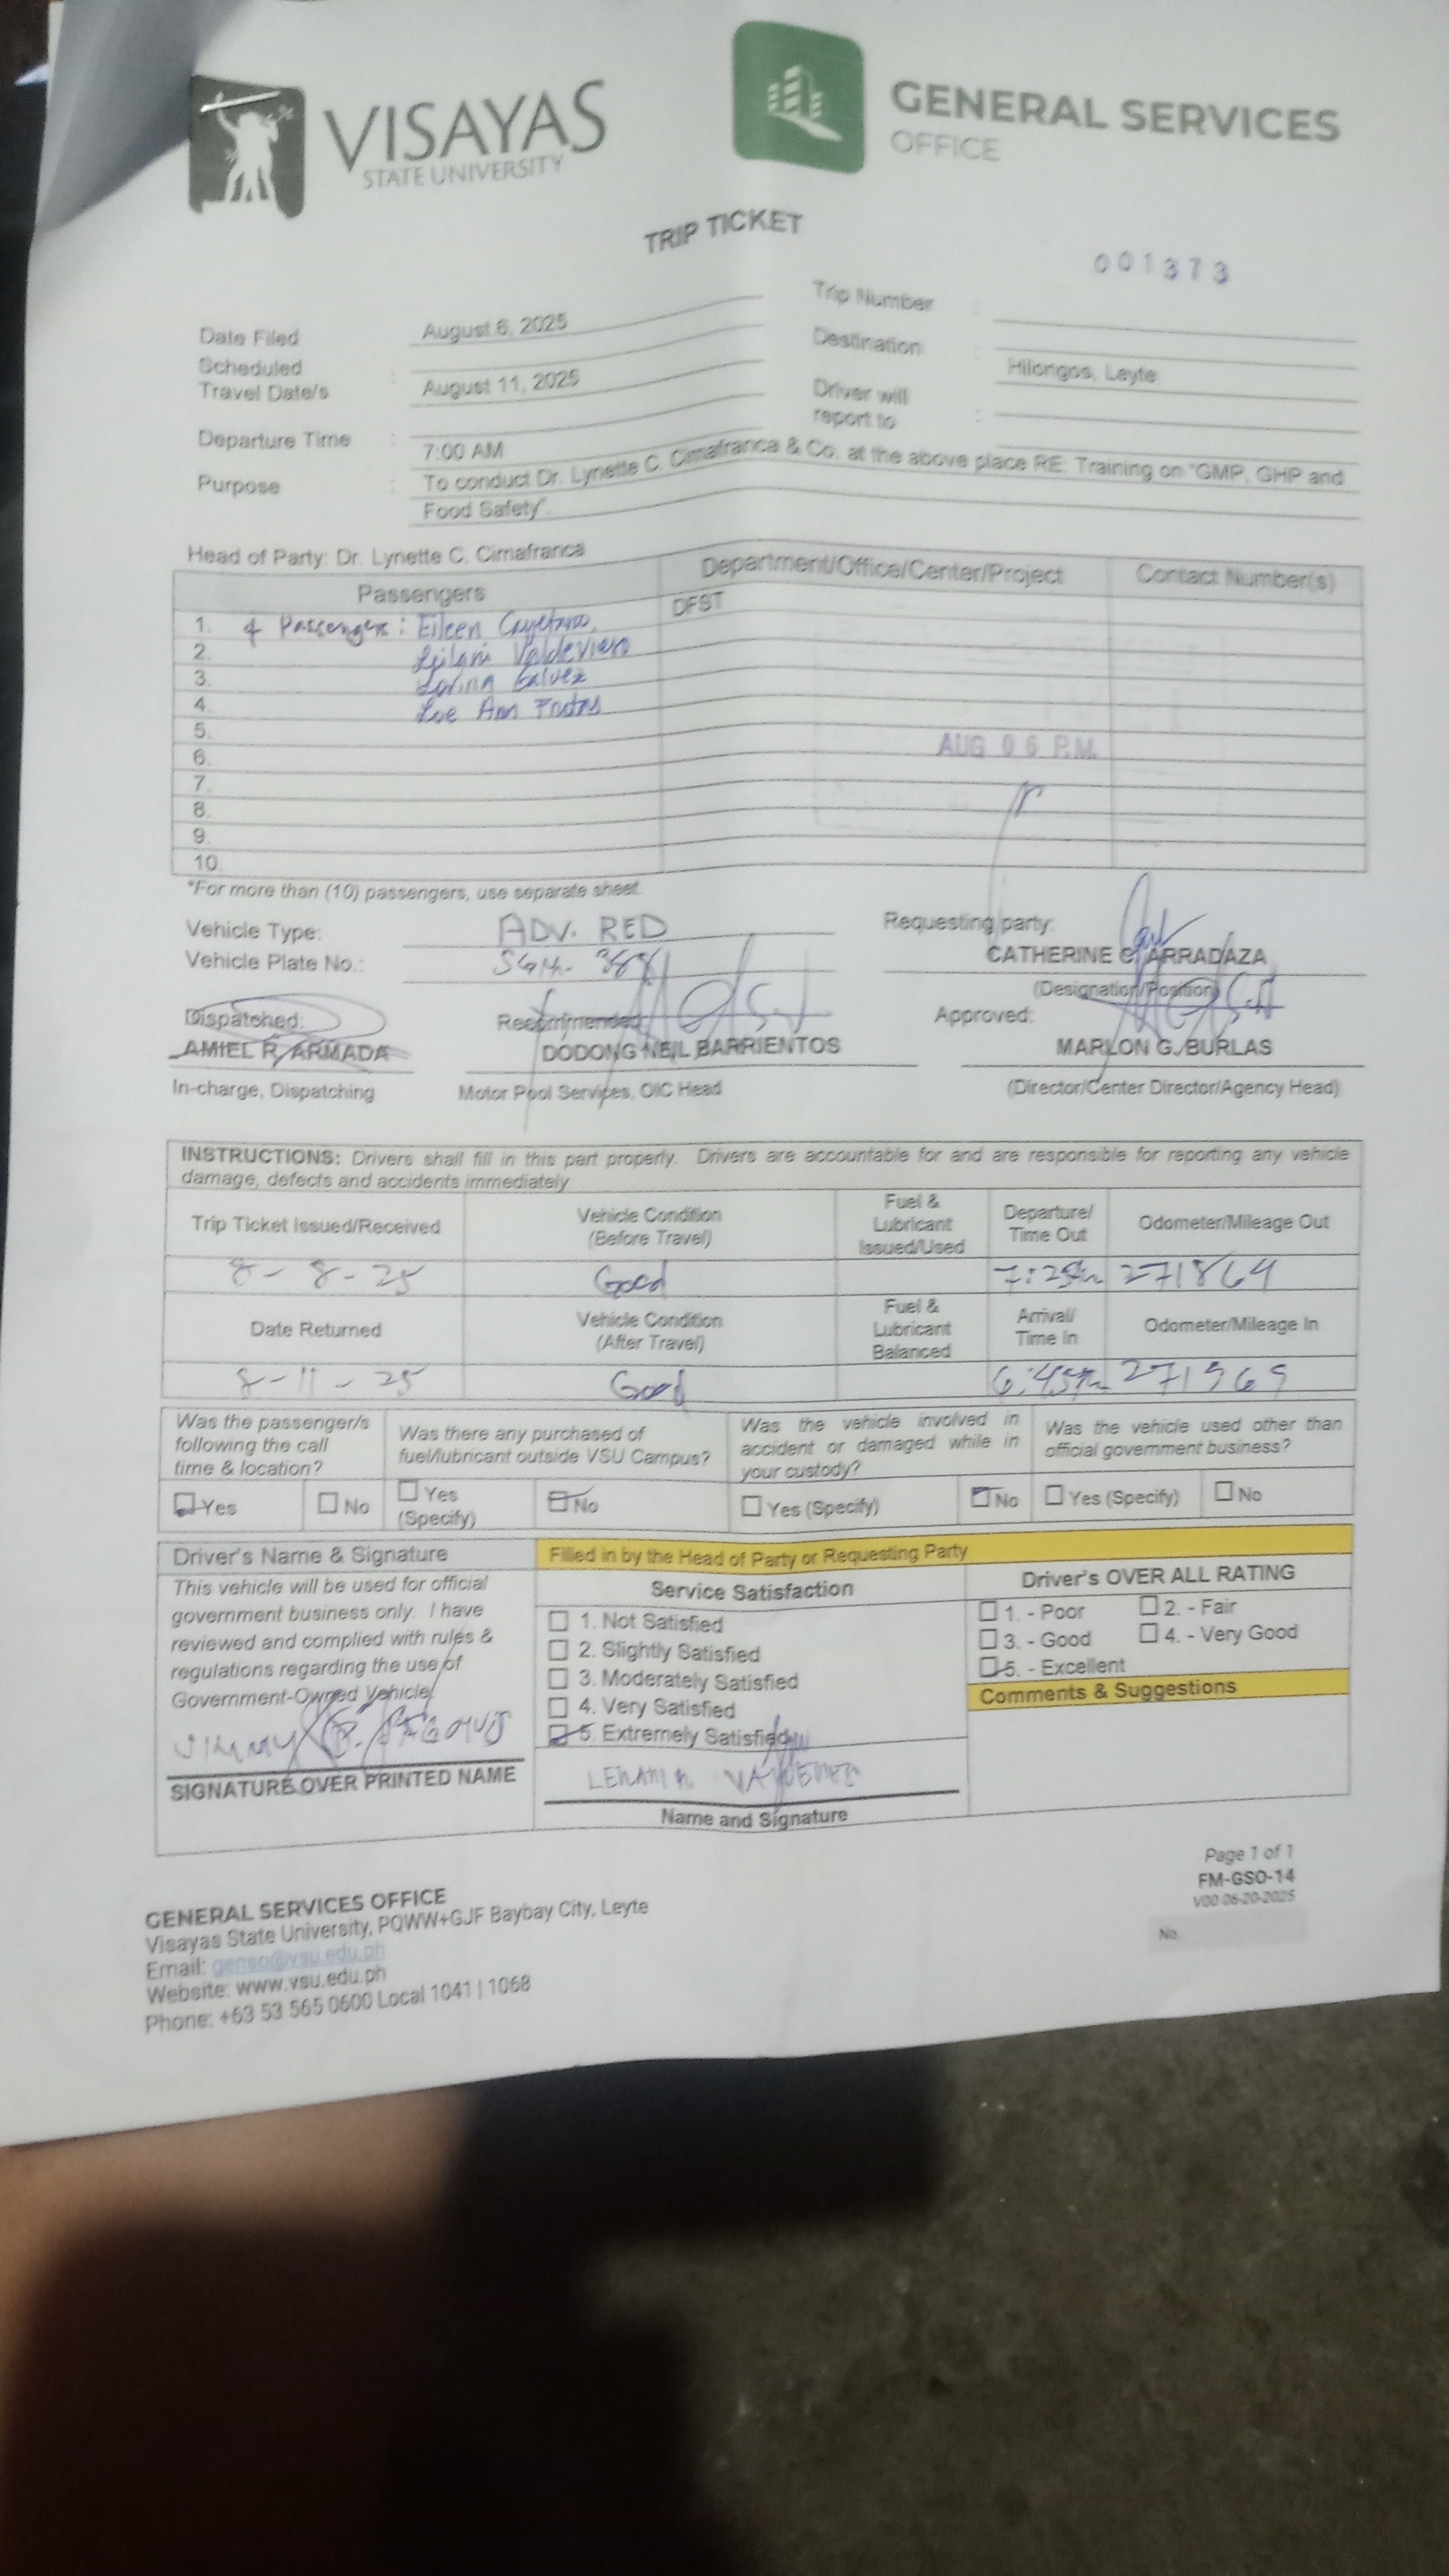 VISAYAS
STATE UNIVERSITY
GENERAL SERVICES
OFFICE
TRIP TICKET
001373
Date Filed August 6, 2025 Trip Number :
Scheduled Travel Date/s : August 11, 2025 Destination : Hilongos, Leyte
Departure Time : 7:00 AM Driver will report to :
Purpose : To conduct Dr. Lynette C. Cimafranca & Co. at the above place RE: Training on "GMP, GHP and
Food Safety".
Head of Party: Dr. Lynette C. Cimafranca
Passengers Department/Office/Center/Project Contact Number(s)
1. 4 Passengers: Eileen Cayetano, DFST
2. Leilani Valdevieso
3. Lorina Galvez
4. Lue Ann
5.
AUG 06 P.M.
6.
7.
8.
9.
10.
*For more than (10) passengers, use separate sheet.
Vehicle Type: ADV. RED Requesting party:
Vehicle Plate No.: CATHERINE C. ARRADAZA
(Designation/Position)
Dispatched: Recommended: Approved:
AMIEL R. ARMADA DODONG NEIL BARRIENTOS MARLON G. BURLAS
In-charge, Dispatching Motor Pool Services, OIC Head (Director/Center Director/Agency Head)
INSTRUCTIONS: Drivers shall fill in this part properly. Drivers are accountable for and are responsible for reporting any vehicle
damage, defects and accidents immediately
Trip Ticket Issued/Received Vehicle Condition (Before Travel) Fuel & Lubricant Issued/Used Departure/ Time Out Odometer/Mileage Out
8-8-25 Good 271864
Date Returned Vehicle Condition (After Travel) Fuel & Lubricant Balanced Arrival/ Time In Odometer/Mileage In
8-11-25 Good 271969
Was the passenger/s following the call time & location? Was there any purchased of fuel/lubricant outside VSU Campus? Was the vehicle involved in accident or damaged while in your custody? Was the vehicle used other than official government business?
Yes No Yes (Specify) No Yes (Specify) No Yes (Specify) No
Driver's Name & Signature Filled in by the Head of Party or Requesting Party
This vehicle will be used for official
government business only. I have
reviewed and complied with rules &
regulations regarding the use of
Government-Owned Vehicle.
SIGNATURE OVER PRINTED NAME
Service Satisfaction
1. Not Satisfied
2. Slightly Satisfied
3. Moderately Satisfied
4. Very Satisfied
5. Extremely Satisfied
Name and Signature
Driver's OVER ALL RATING
1. - Poor 2. - Fair
3. - Good 4. - Very Good
5. - Excellent
Comments & Suggestions
Page 1 of 1
FM-GSO-14
V00 06-20-2025
No.
GENERAL SERVICES OFFICE
Visayas State University, PQWW+GJF Baybay City, Leyte
Email: genso@vsu.edu.ph
Website: www.vsu.edu.ph
Phone: +63 53 565 0600 Local 1041 | 1068